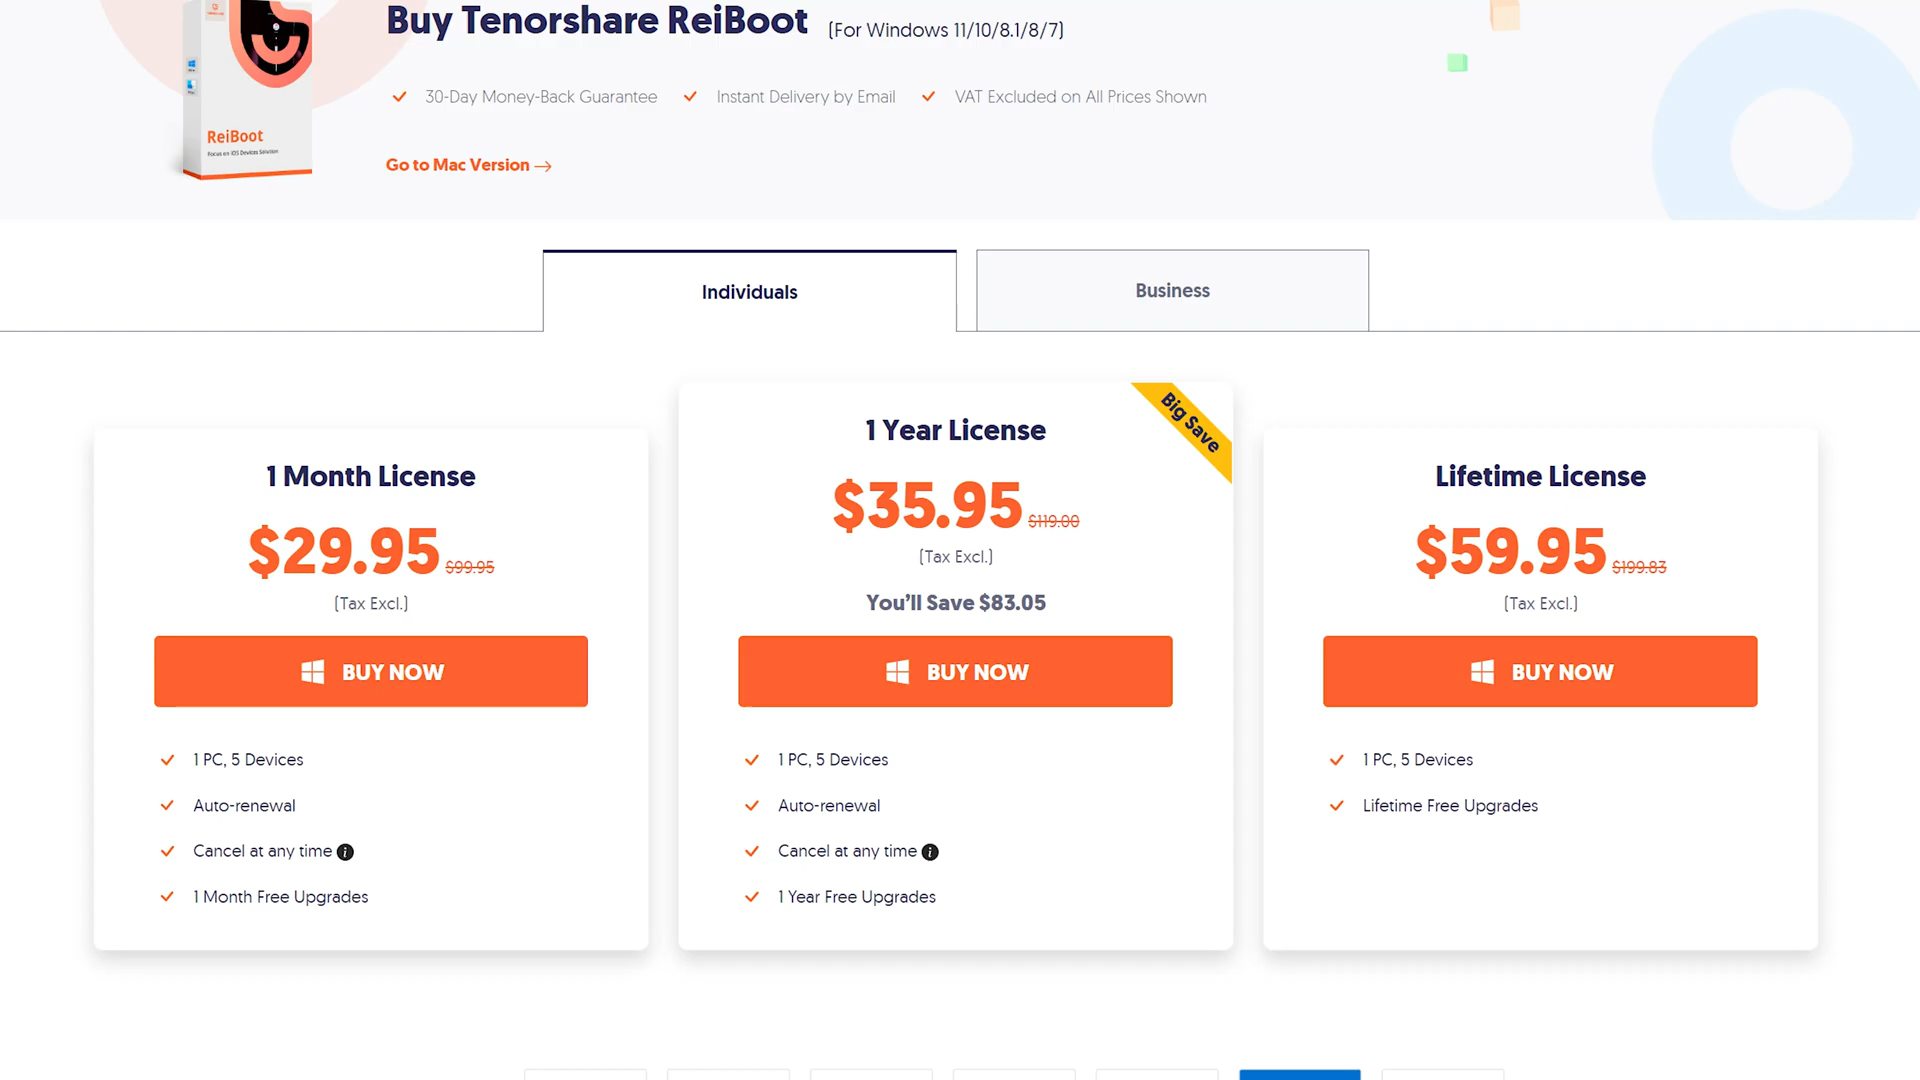 Buy Tenorshare ReiBoot (For Windows 11/10/8.1/8/7)
30-Day Money-Back Guarantee Instant Delivery by Email VAT Excluded on All Prices Shown
ReiBoot
Focus on iOS Devices Solution
Go to Mac Version
Individuals
Business
1 Month License
$29.95 $99.95
(Tax Excl.)
BUY NOW
1 PC, 5 Devices
Auto-renewal
Cancel at any time
1 Month Free Upgrades
Big Save
1 Year License
$35.95 $119.00
(Tax Excl.)
You'll Save $83.05
BUY NOW
1 PC, 5 Devices
Auto-renewal
Cancel at any time
1 Year Free Upgrades
Lifetime License
$59.95 $199.83
(Tax Excl.)
BUY NOW
1 PC, 5 Devices
Lifetime Free Upgrades